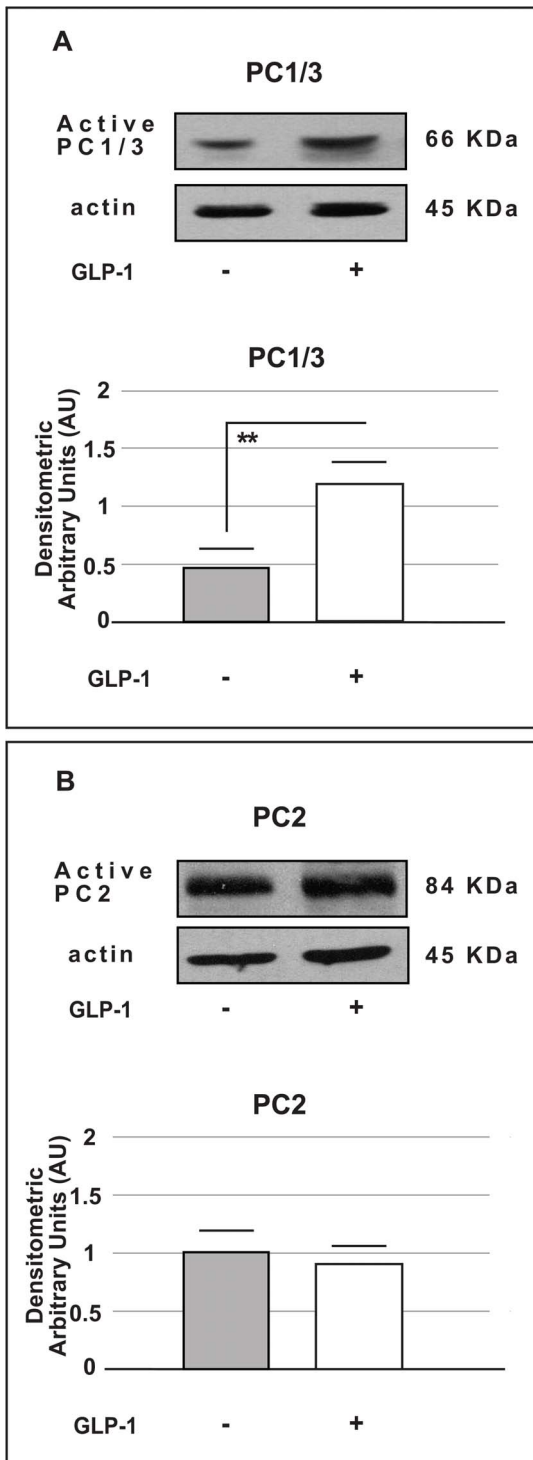 A
PC1/3
Active
PC1/3
66 KDa
actin
45 KDa
GLP-1 - +
PC1/3
Densitometric
Arbitrary Units (AU)
2
1.5
1
0.5
0
**
GLP-1 - +
B
PC2
Active
PC2
84 KDa
actin
45 KDa
GLP-1 - +
PC2
Densitometric
Arbitrary Units (AU)
2
1.5
1
0.5
0
GLP-1 - +